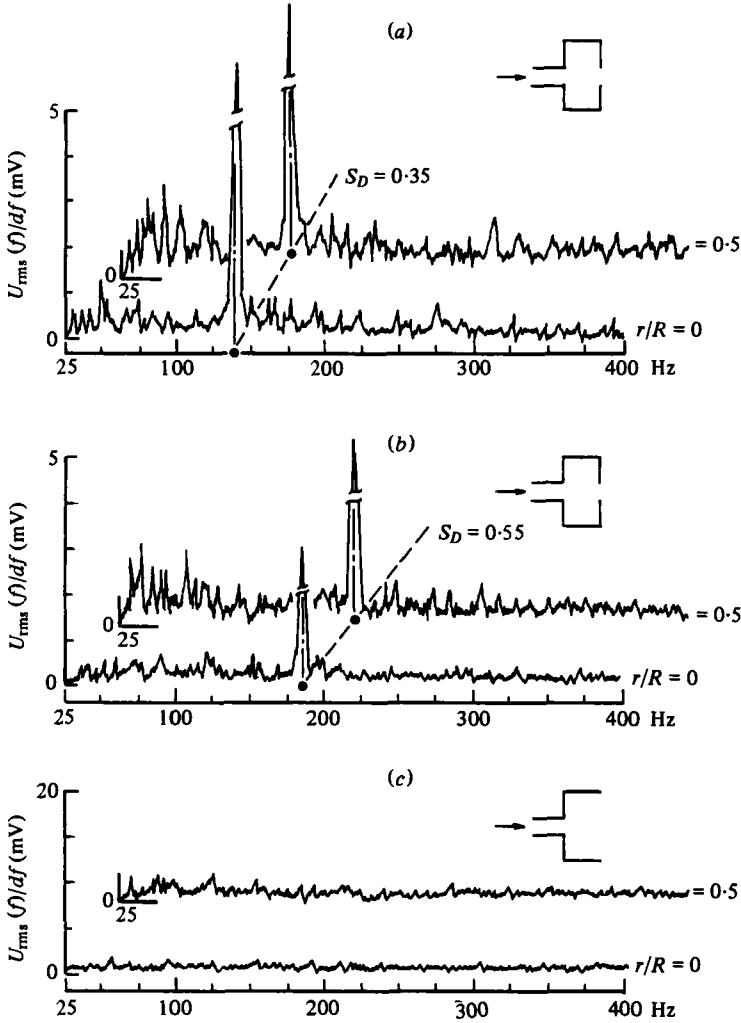 (a)
5
0
U_rms (f)/df (mV)
S_D = 0·35
0
25
= 0·5
r/R = 0
25 100 200 300 400 Hz
(b)
5
0
U_rms (f)/df (mV)
S_D = 0·55
0
25
= 0·5
r/R = 0
25 100 200 300 400 Hz
(c)
20
10
0
U_rms (f)/df (mV)
0
25
= 0·5
r/R = 0
25 100 200 300 400 Hz